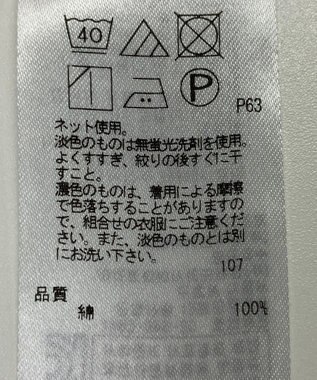 40
P
P63
ネット使用。
淡色のものは無蛍光洗剤を使用。
よくすすぎ、絞りの後すぐに干
すこと。
濃色のものは、着用による摩擦
で色落ちすることがありますの
で、組合せの衣服にご注意くださ
い。また、淡色のものとは別
にお洗い下さい。
107
品質
綿 100%